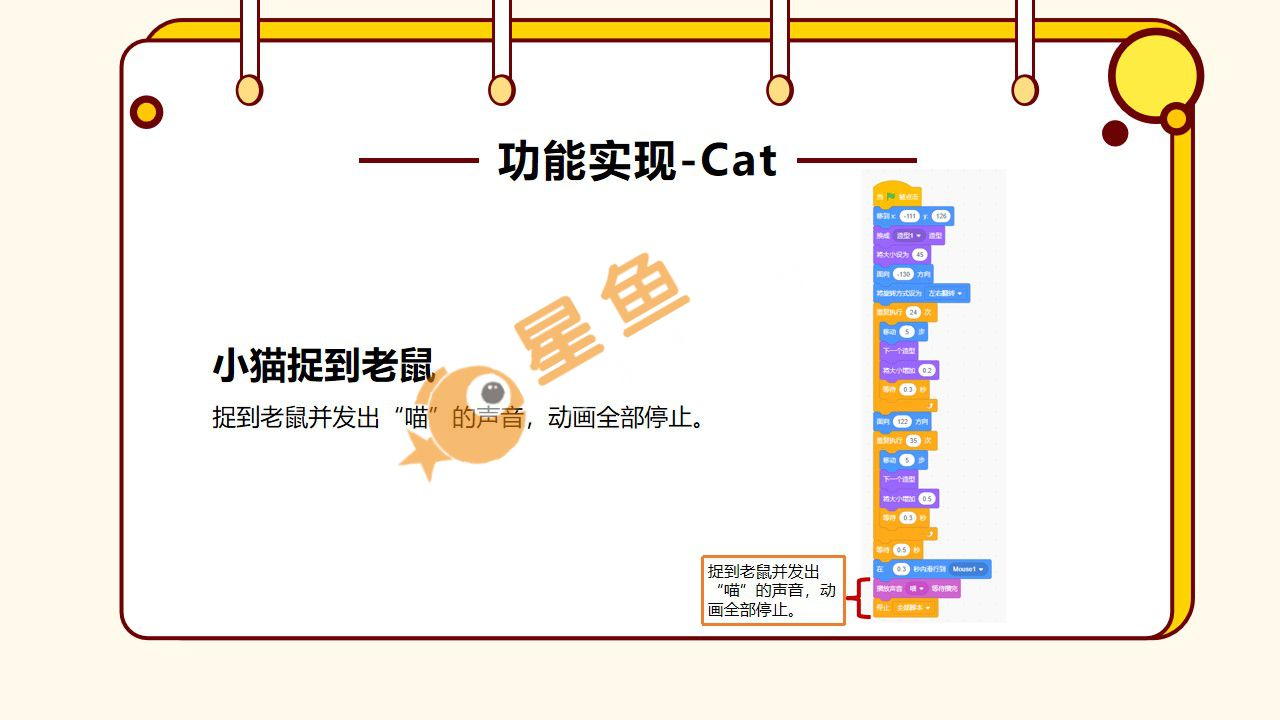 功能实现-Cat
星鱼
小猫捉到老鼠
捉到老鼠并发出“喵”的声音，动画全部停止。
当 被点击
移到 x: -111 y: 126
换成 造型1 造型
将大小设为 45
面向 -130 方向
将旋转方式设为 左右翻转
重复执行 24 次
移动 5 步
下一个造型
将大小增加 0.2
等待 0.3 秒
面向 122 方向
重复执行 35 次
移动 5 步
下一个造型
将大小增加 0.5
等待 0.3 秒
等待 0.5 秒
在 0.3 秒内滑行到 Mouse1
播放声音 喵 等待播完
停止 全部脚本
捉到老鼠并发出
“喵”的声音，动
画全部停止。